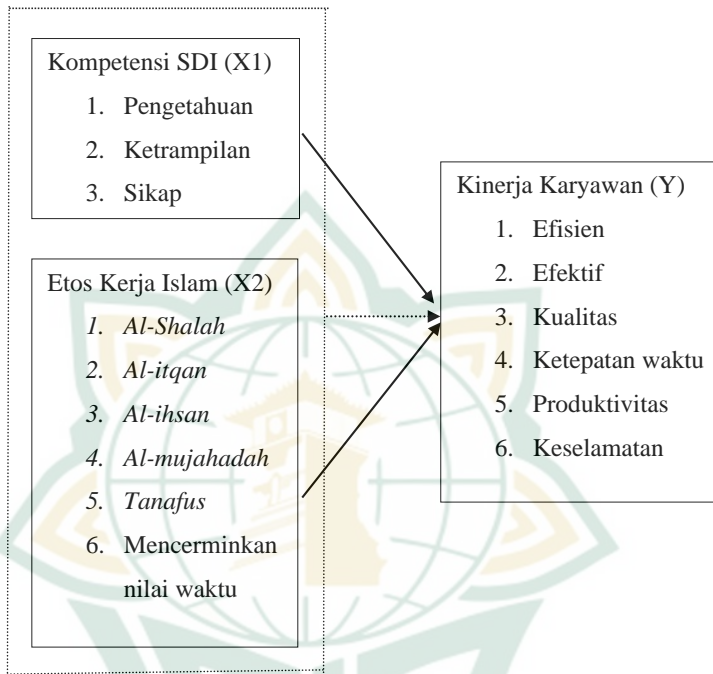 Kompetensi SDI (X1)
1. Pengetahuan
2. Ketrampilan
3. Sikap
Etos Kerja Islam (X2)
1. Al-Shalah
2. Al-itqan
3. Al-ihsan
4. Al-mujahadah
5. Tanafus
6. Mencerminkan
nilai waktu
Kinerja Karyawan (Y)
1. Efisien
2. Efektif
3. Kualitas
4. Ketepatan waktu
5. Produktivitas
6. Keselamatan